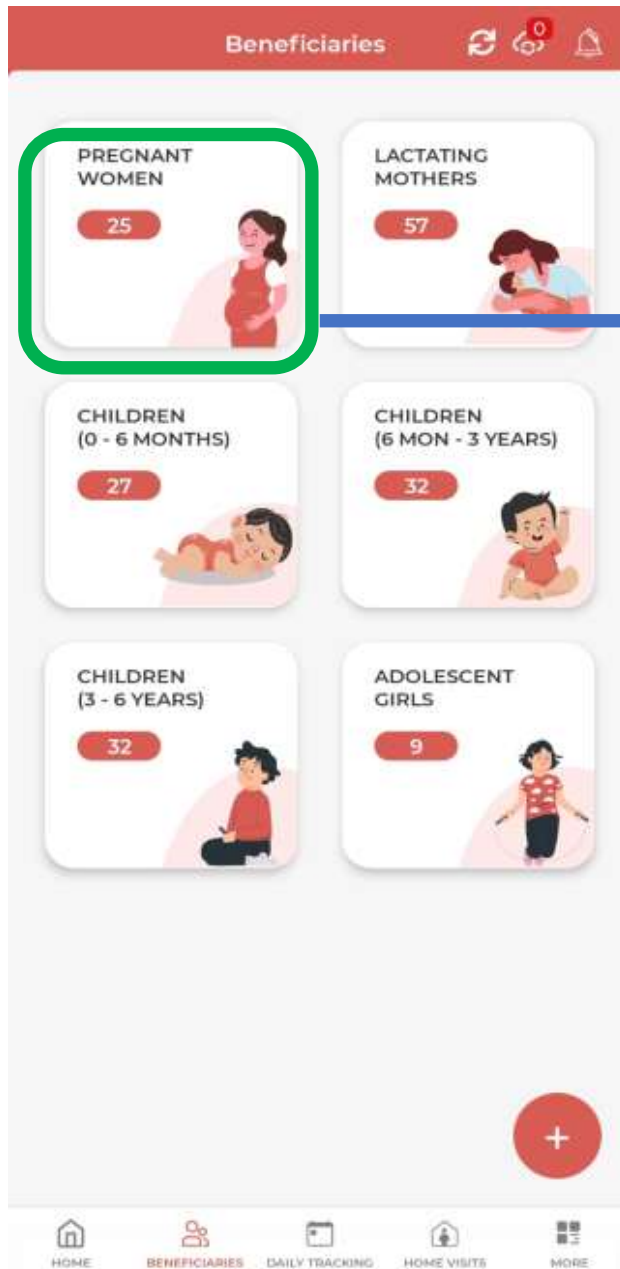 Beneficiaries
0
PREGNANT
WOMEN
25
LACTATING
MOTHERS
57
CHILDREN
(0 - 6 MONTHS)
27
CHILDREN
(6 MON - 3 YEARS)
32
CHILDREN
(3 - 6 YEARS)
32
ADOLESCENT
GIRLS
9
+
HOME
BENEFICIARIES
DAILY TRACKING
HOME VISITS
MORE